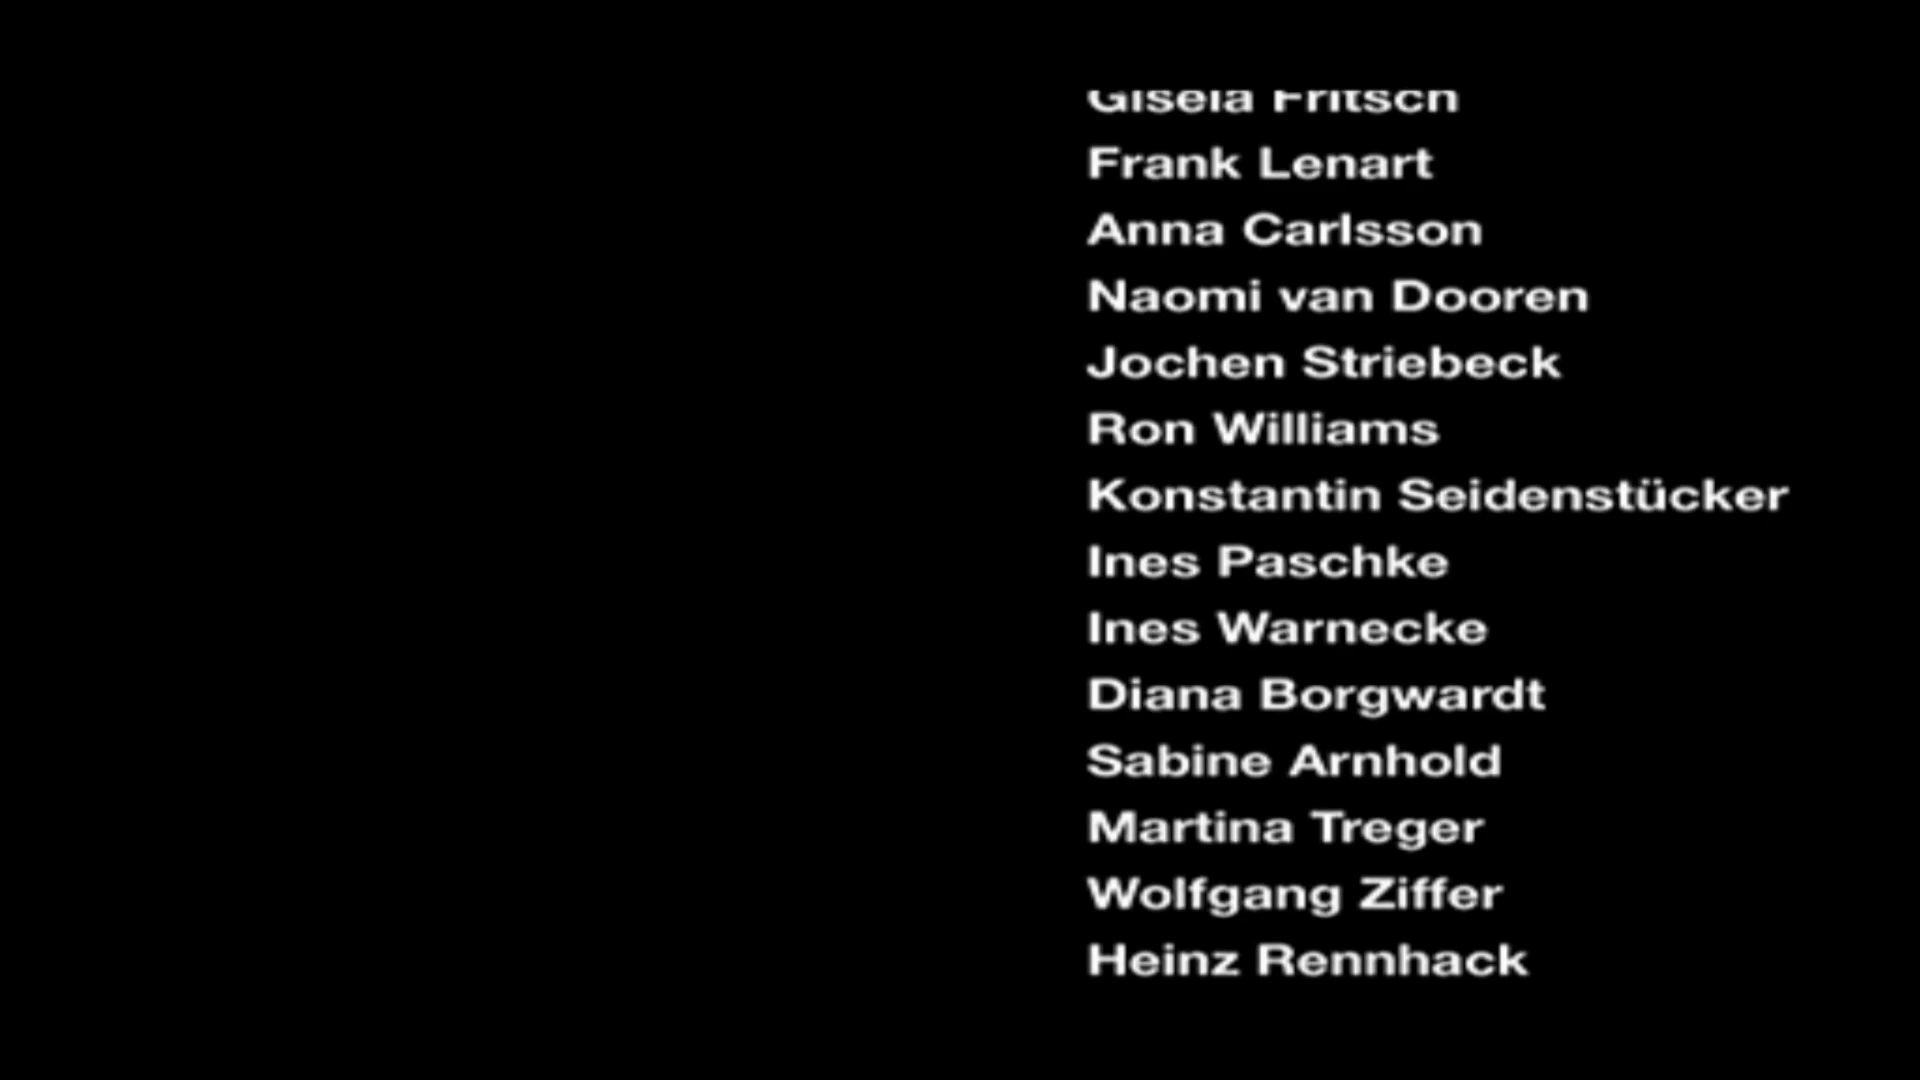 Gisela Fritsch
Frank Lenart
Anna Carlsson
Naomi van Dooren
Jochen Striebeck
Ron Williams
Konstantin Seidenstücker
Ines Paschke
Ines Warnecke
Diana Borgwardt
Sabine Arnhold
Martina Treger
Wolfgang Ziffer
Heinz Rennhack